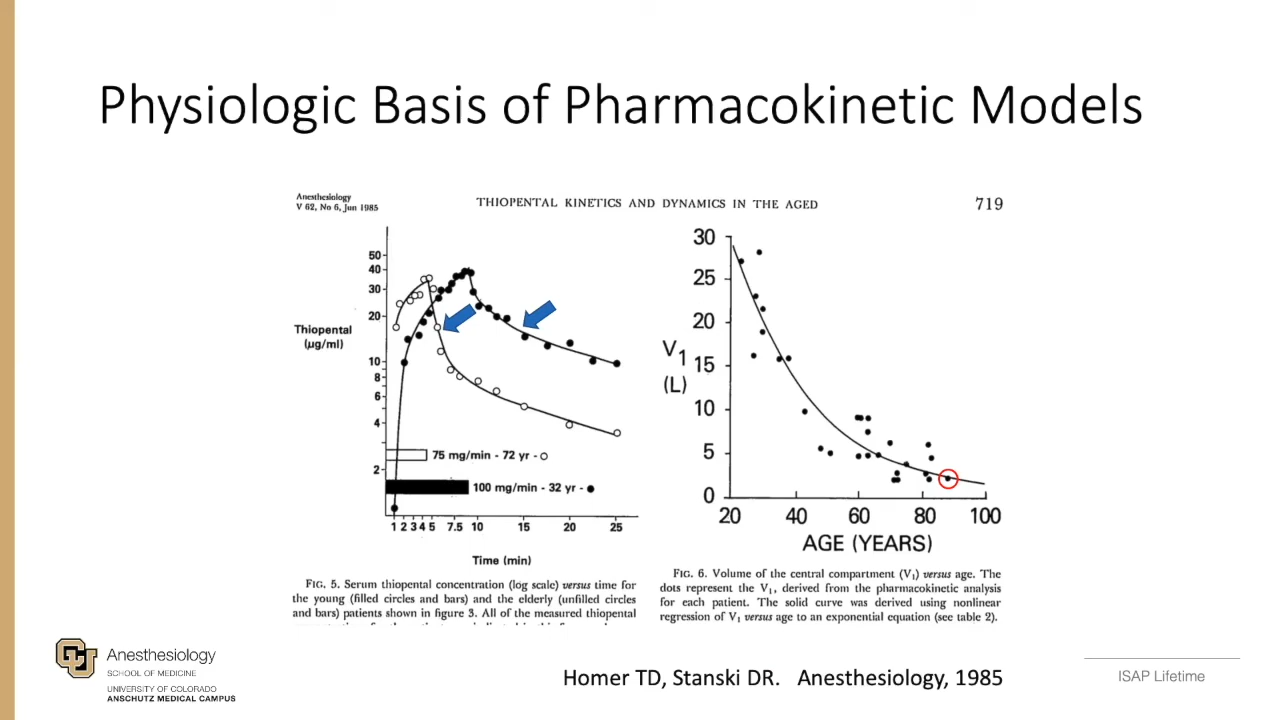 Physiologic Basis of Pharmacokinetic Models
Anesthesiology
V 62, No 6, Jun 1985
THIOPENTAL KINETICS AND DYNAMICS IN THE AGED
719
50
40
30
20
10
8
6
4
2
Thiopental
(µg/ml)
75 mg/min - 72 yr - o
100 mg/min - 32 yr - ●
1 2 3 4 5 7.5 10 15 20 25
Time (min)
FIG. 5. Serum thiopental concentration (log scale) versus time for
the young (filled circles and bars) and the elderly (unfilled circles
and bars) patients shown in figure 3. All of the measured thiopental
30
25
20
15
10
5
0
V1
(L)
20 40 60 80 100
AGE (YEARS)
FIG. 6. Volume of the central compartment (V1) versus age. The
dots represent the V1, derived from the pharmacokinetic analysis
for each patient. The solid curve was derived using nonlinear
regression of V1 versus age to an exponential equation (see table 2).
CU
Anesthesiology
SCHOOL OF MEDICINE
UNIVERSITY OF COLORADO
ANSCHUTZ MEDICAL CAMPUS
Homer TD, Stanski DR. Anesthesiology, 1985
ISAP Lifetime